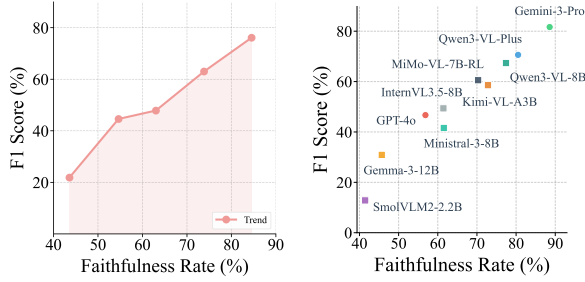 F1 Score (%)
80
60
40
20
Trend
40 50 60 70 80 90
Faithfulness Rate (%)
F1 Score (%)
80
60
40
20
0
Gemini-3-Pro
Qwen3-VL-Plus
MiMo-VL-7B-RL
Qwen3-VL-8B
InternVL3.5-8B
Kimi-VL-A3B
GPT-4o
Ministral-3-8B
Gemma-3-12B
SmolVLM2-2.2B
40 50 60 70 80 90
Faithfulness Rate (%)